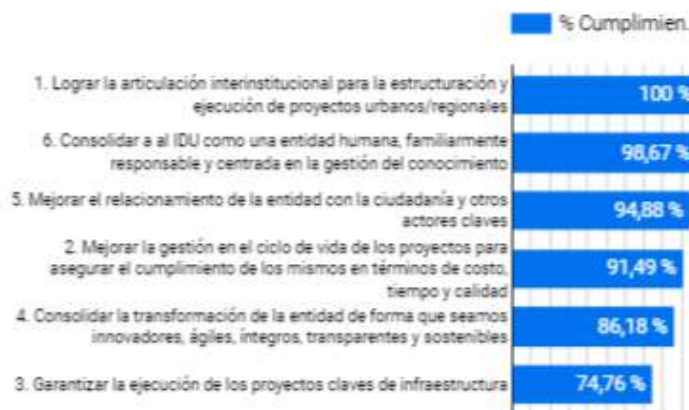 % Cumplimien.
1. Lograr la articulación interinstitucional para la estructuración y
ejecución de proyectos urbanos/regionales
100 %
6. Consolidar a al IDU como una entidad humana, familiarmente
responsable y centrada en la gestión del conocimiento
98,67 %
5. Mejorar el relacionamiento de la entidad con la ciudadanía y otros
actores claves
94,88 %
2. Mejorar la gestión en el ciclo de vida de los proyectos para
asegurar el cumplimiento de los mismos en términos de costo,
tiempo y calidad
91,49 %
4. Consolidar la transformación de la entidad de forma que seamos
innovadores, ágiles, íntegros, transparentes y sostenibles
86,18 %
3. Garantizar la ejecución de los proyectos claves de infraestructura
74,76 %